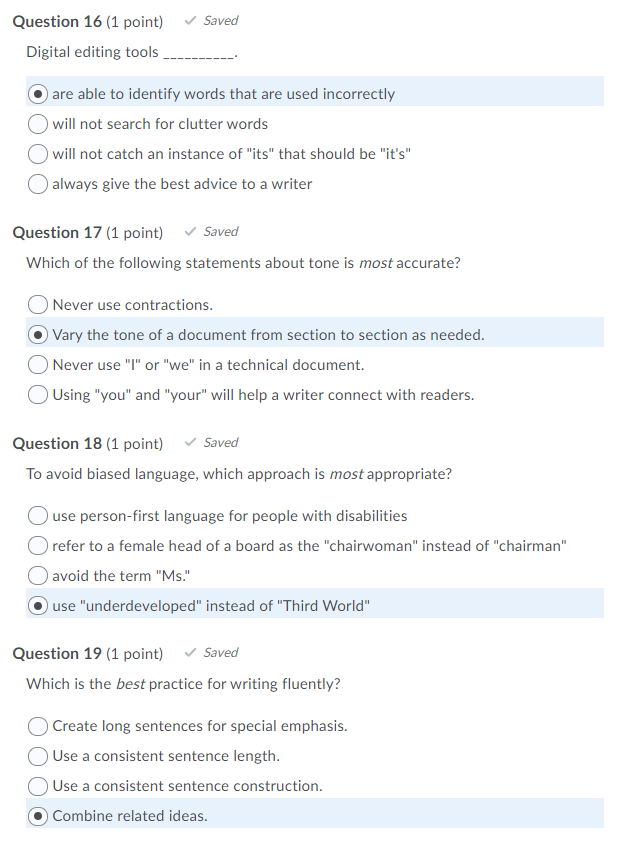 Question 16 (1 point) ✓ Saved
Digital editing tools __________.
are able to identify words that are used incorrectly
will not search for clutter words
will not catch an instance of "its" that should be "it's"
always give the best advice to a writer
Question 17 (1 point) ✓ Saved
Which of the following statements about tone is most accurate?
Never use contractions.
Vary the tone of a document from section to section as needed.
Never use "I" or "we" in a technical document.
Using "you" and "your" will help a writer connect with readers.
Question 18 (1 point) ✓ Saved
To avoid biased language, which approach is most appropriate?
use person-first language for people with disabilities
refer to a female head of a board as the "chairwoman" instead of "chairman"
avoid the term "Ms."
use "underdeveloped" instead of "Third World"
Question 19 (1 point) ✓ Saved
Which is the best practice for writing fluently?
Create long sentences for special emphasis.
Use a consistent sentence length.
Use a consistent sentence construction.
Combine related ideas.